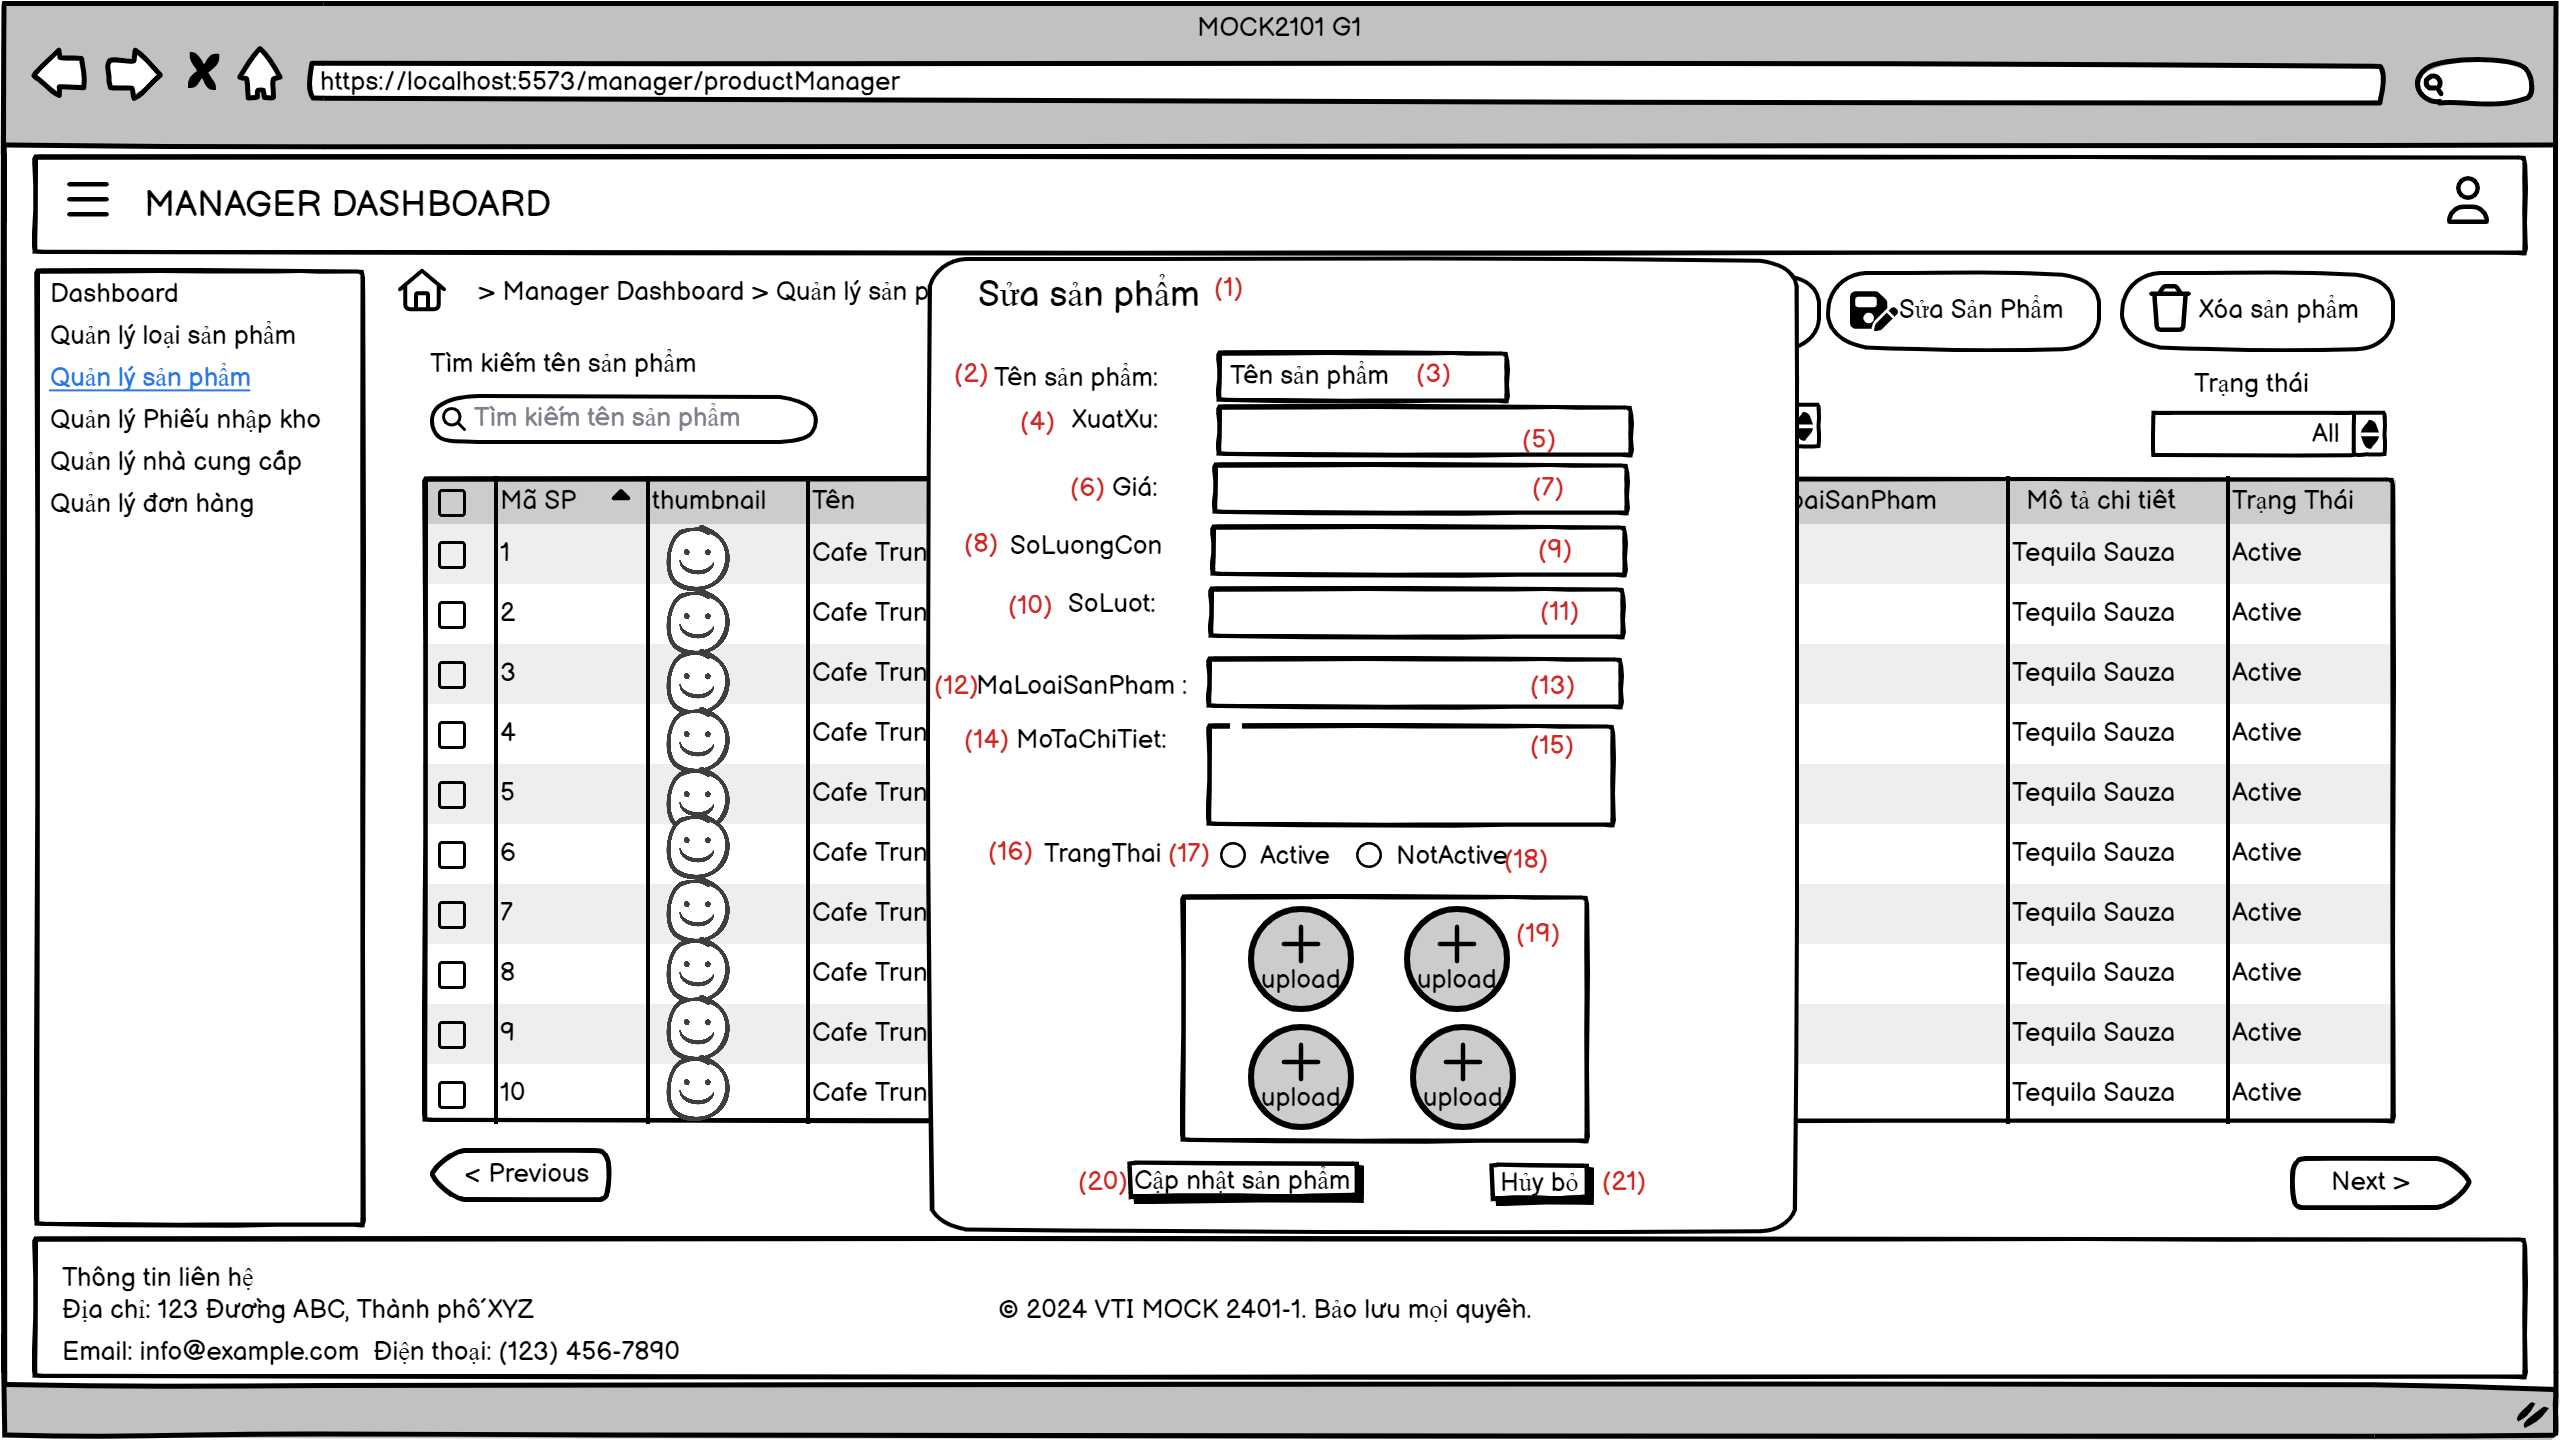 MOCK2101 G1
https://localhost:5573/manager/productManager
MANAGER DASHBOARD
Dashboard
Quản lý loại sản phẩm
Quản lý sản phẩm
Quản lý Phiếu nhập kho
Quản lý nhà cung cấp
Quản lý đơn hàng
> Manager Dashboard > Quản lý sản p
Sửa Sản Phẩm
Xóa sản phẩm
Tìm kiếm tên sản phẩm
Tìm kiếm tên sản phẩm
Trạng thái
All
Mã SP thumbnail Tên oaiSanPham Mô tả chi tiết Trạng Thái
1 Cafe Trun Tequila Sauza Active
2 Cafe Trun Tequila Sauza Active
3 Cafe Trun Tequila Sauza Active
4 Cafe Trun Tequila Sauza Active
5 Cafe Trun Tequila Sauza Active
6 Cafe Trun Tequila Sauza Active
7 Cafe Trun Tequila Sauza Active
8 Cafe Trun Tequila Sauza Active
9 Cafe Trun Tequila Sauza Active
10 Cafe Trun Tequila Sauza Active
< Previous
Next >
Sửa sản phẩm (1)
(2) Tên sản phẩm: Tên sản phẩm (3)
(4) XuatXu: (5)
(6) Giá: (7)
(8) SoLuongCon (9)
(10) SoLuot: (11)
(12) MaLoaiSanPham : (13)
(14) MoTaChiTiet: (15)
(16) TrangThai (17) Active NotActive (18)
upload upload (19)
upload upload
(20) Cập nhật sản phẩm Hủy bỏ (21)
Thông tin liên hệ
Địa chỉ: 123 Đường ABC, Thành phố XYZ
Email: info@example.com Điện thoại: (123) 456-7890
© 2024 VTI MOCK 2401-1. Bảo lưu mọi quyền.